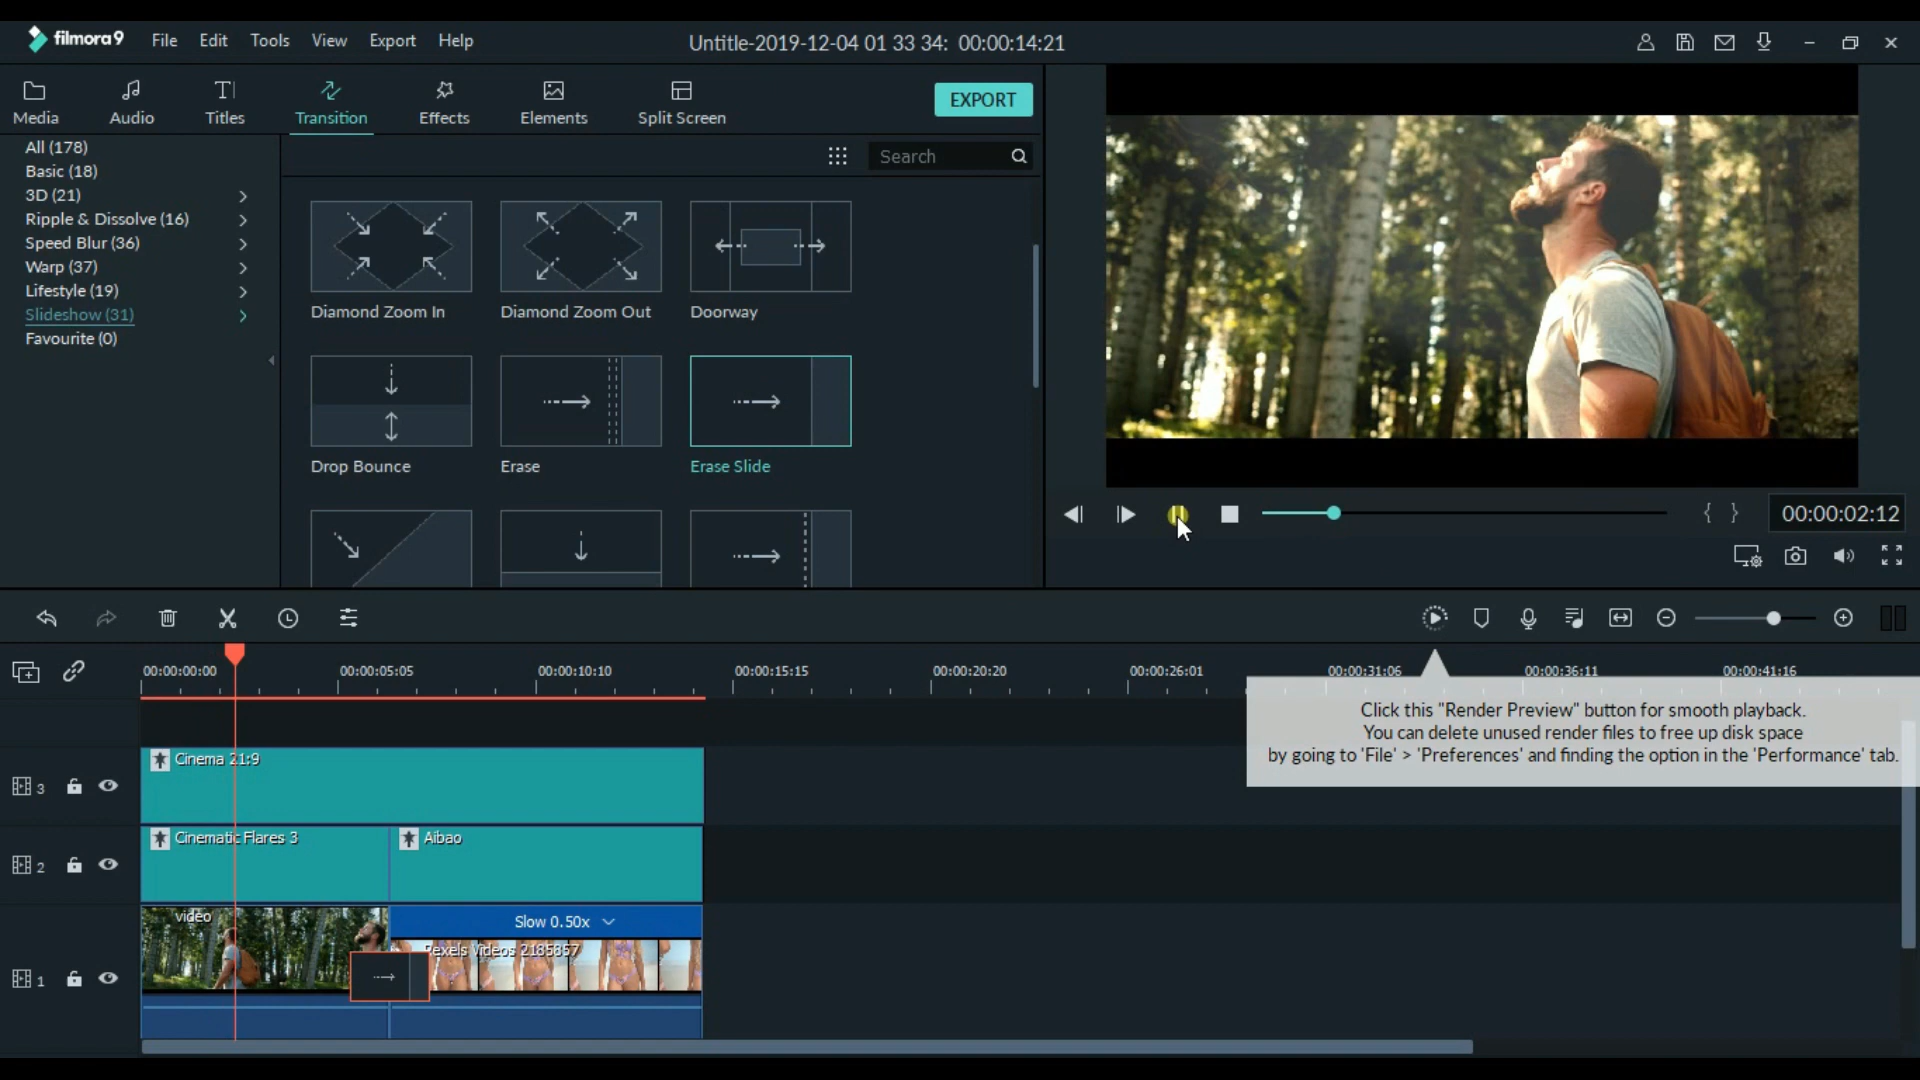 filmora9 File Edit Tools View Export Help Untitle-2019-12-04 01 33 34: 00:00:14:21
Media Audio Titles Transition Effects Elements Split Screen EXPORT
All (178)
Basic (18)
3D (21)
Ripple & Dissolve (16)
Speed Blur (36)
Warp (37)
Lifestyle (19)
Slideshow (31)
Favourite (0)
Search
Diamond Zoom In Diamond Zoom Out Doorway
Drop Bounce Erase Erase Slide
{ } 00:00:02:12
00:00:00:00 00:00:05:05 00:00:10:10 00:00:15:15 00:00:20:20 00:00:26:01 00:00:31:06 00:00:36:11 00:00:41:16
Click this "Render Preview" button for smooth playback.
You can delete unused render files to free up disk space
by going to 'File' > 'Preferences' and finding the option in the 'Performance' tab.
3 Cinema 21:9
2 Cinematic Flares 3 Aibao
video Slow 0.50x
Pexels Videos 2185857
1